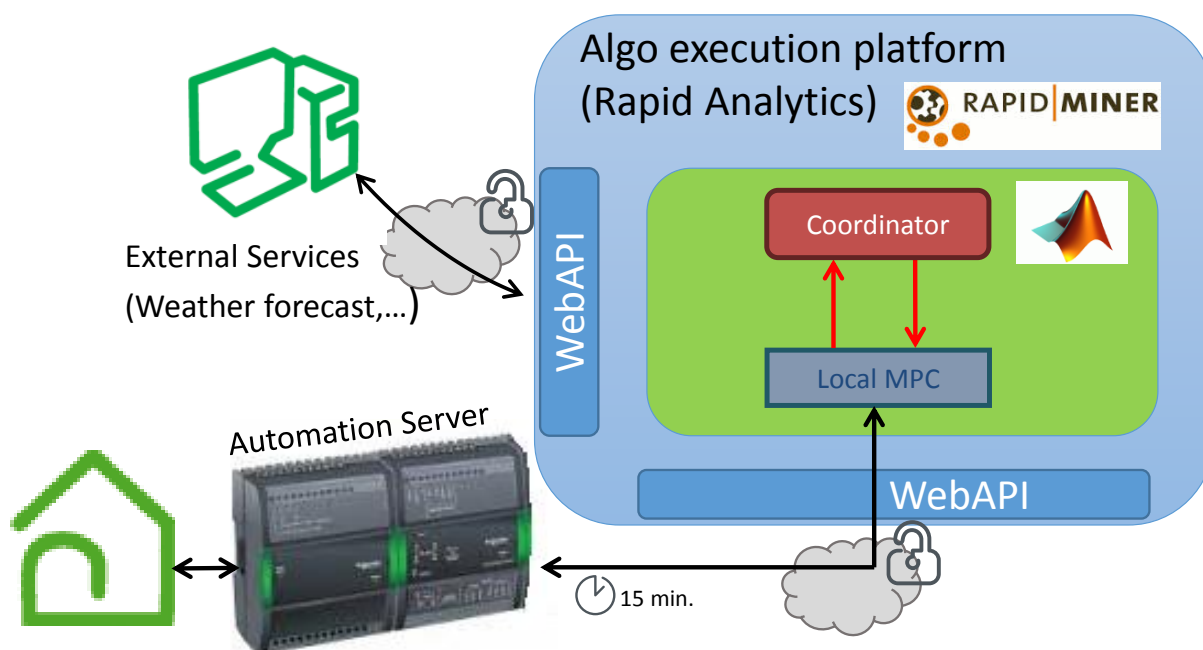 Algo execution platform
(Rapid Analytics)
RAPID|MINER
Coordinator
External Services
(Weather forecast,...)
WebAPI
Local MPC
Automation Server
WebAPI
15 min.